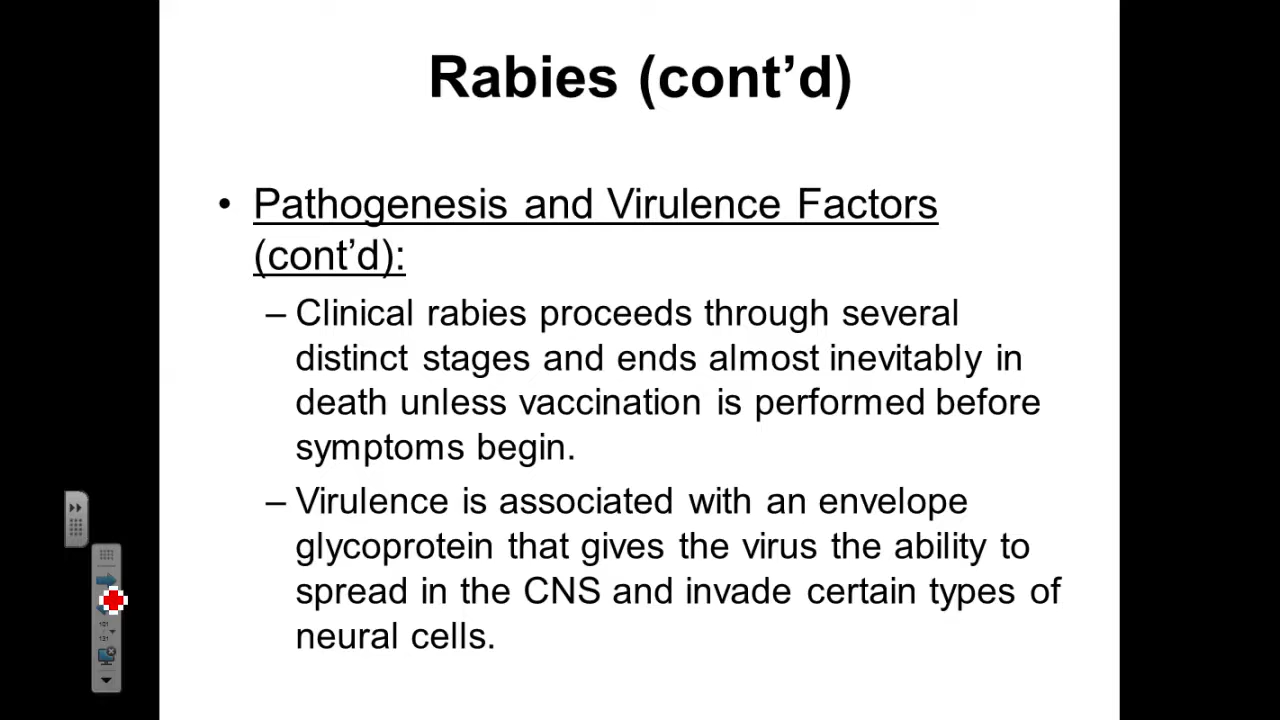 Rabies (cont’d)
• Pathogenesis and Virulence Factors
(cont’d):
– Clinical rabies proceeds through several
distinct stages and ends almost inevitably in
death unless vaccination is performed before
symptoms begin.
– Virulence is associated with an envelope
glycoprotein that gives the virus the ability to
spread in the CNS and invade certain types of
neural cells.